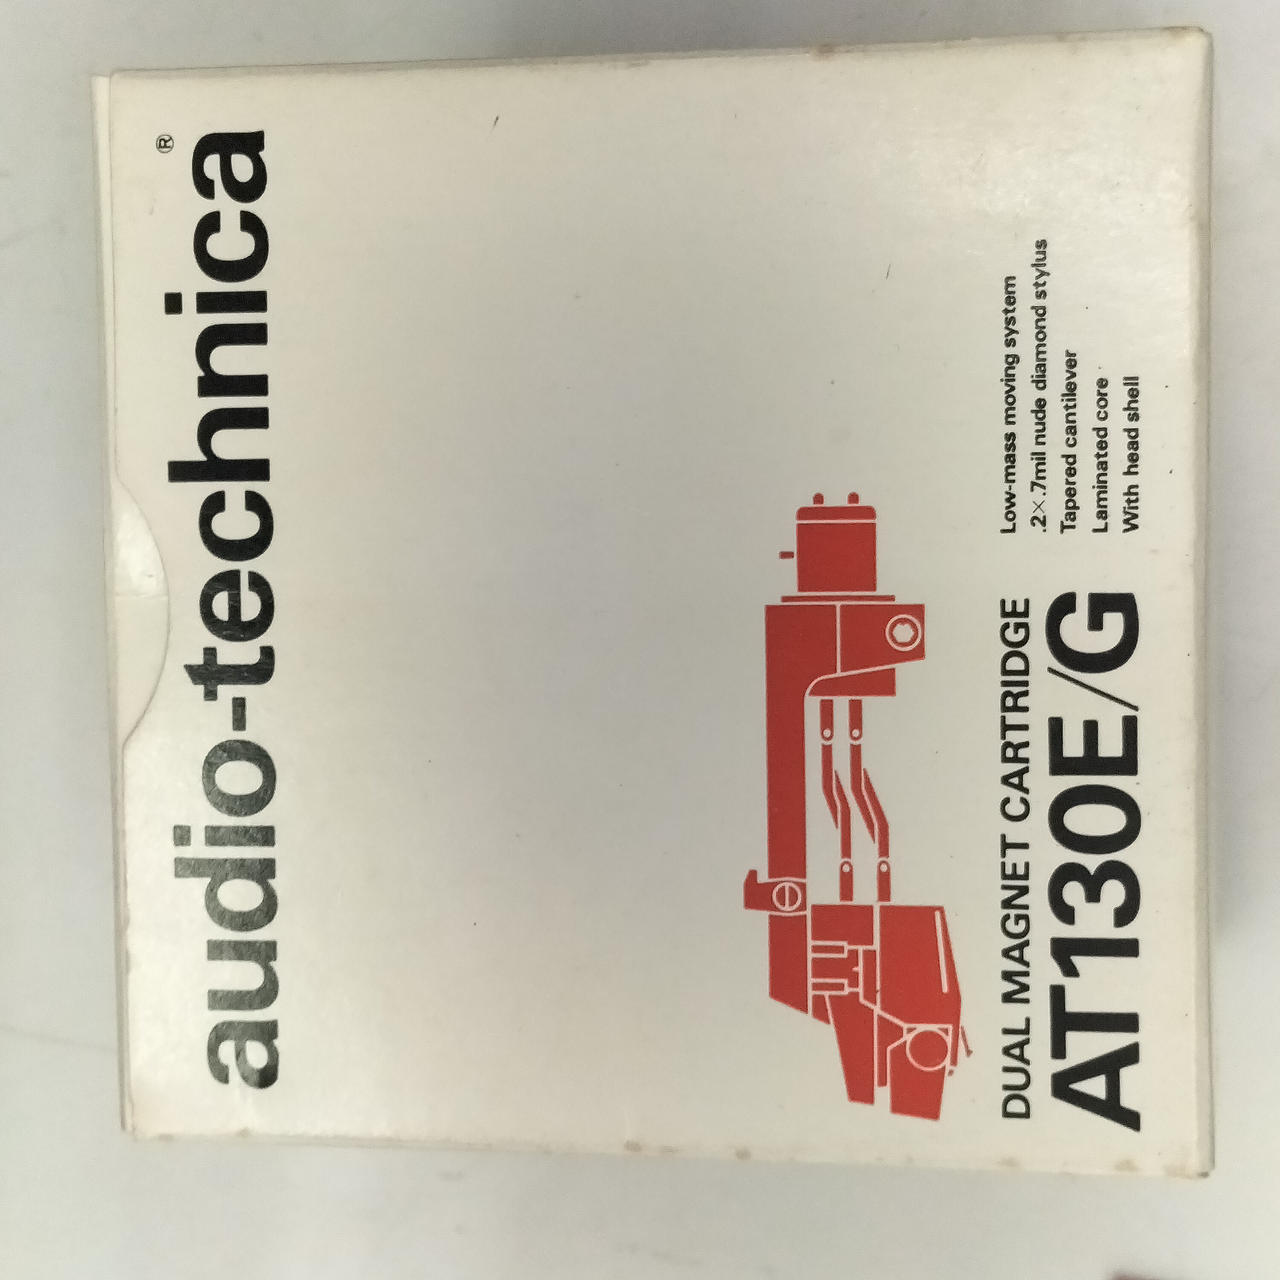 audio-technica®
DUAL MAGNET CARTRIDGE
AT130E/G
Low-mass moving system
.2×.7mil nude diamond stylus
Tapered cantilever
Laminated core
With head shell